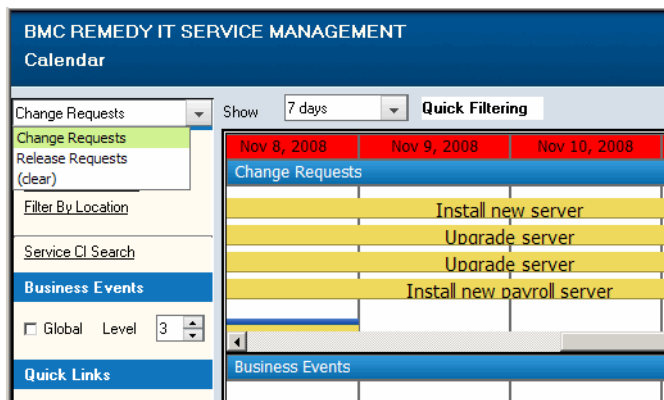 BMC REMEDY IT SERVICE MANAGEMENT
Calendar
Change Requests
Show
7 days
Quick Filtering
Change Requests
Release Requests
(clear)
Filter By Location
Service CI Search
Business Events
Global
Level
3
Quick Links
Nov 8, 2008
Nov 9, 2008
Nov 10, 2008
Change Requests
Install new server
Upgrade server
Upgrade server
Install new payroll server
Business Events